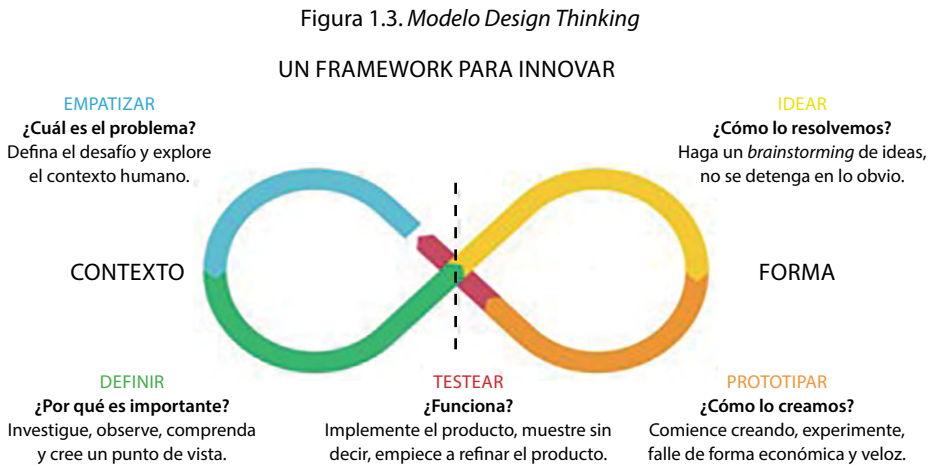 Figura 1.3. Modelo Design Thinking
UN FRAMEWORK PARA INNOVAR
EMPATIZAR
¿Cuál es el problema?
Defina el desafío y explore
el contexto humano.
IDEAR
¿Cómo lo resolvemos?
Haga un brainstorming de ideas,
no se detenga en lo obvio.
CONTEXTO
FORMA
DEFINIR
¿Por qué es importante?
Investigue, observe, comprenda
y cree un punto de vista.
TESTEAR
¿Funciona?
Implemente el producto, muestre sin
decir, empiece a refinar el producto.
PROTOTIPAR
¿Cómo lo creamos?
Comience creando, experimente,
falle de forma económica y veloz.